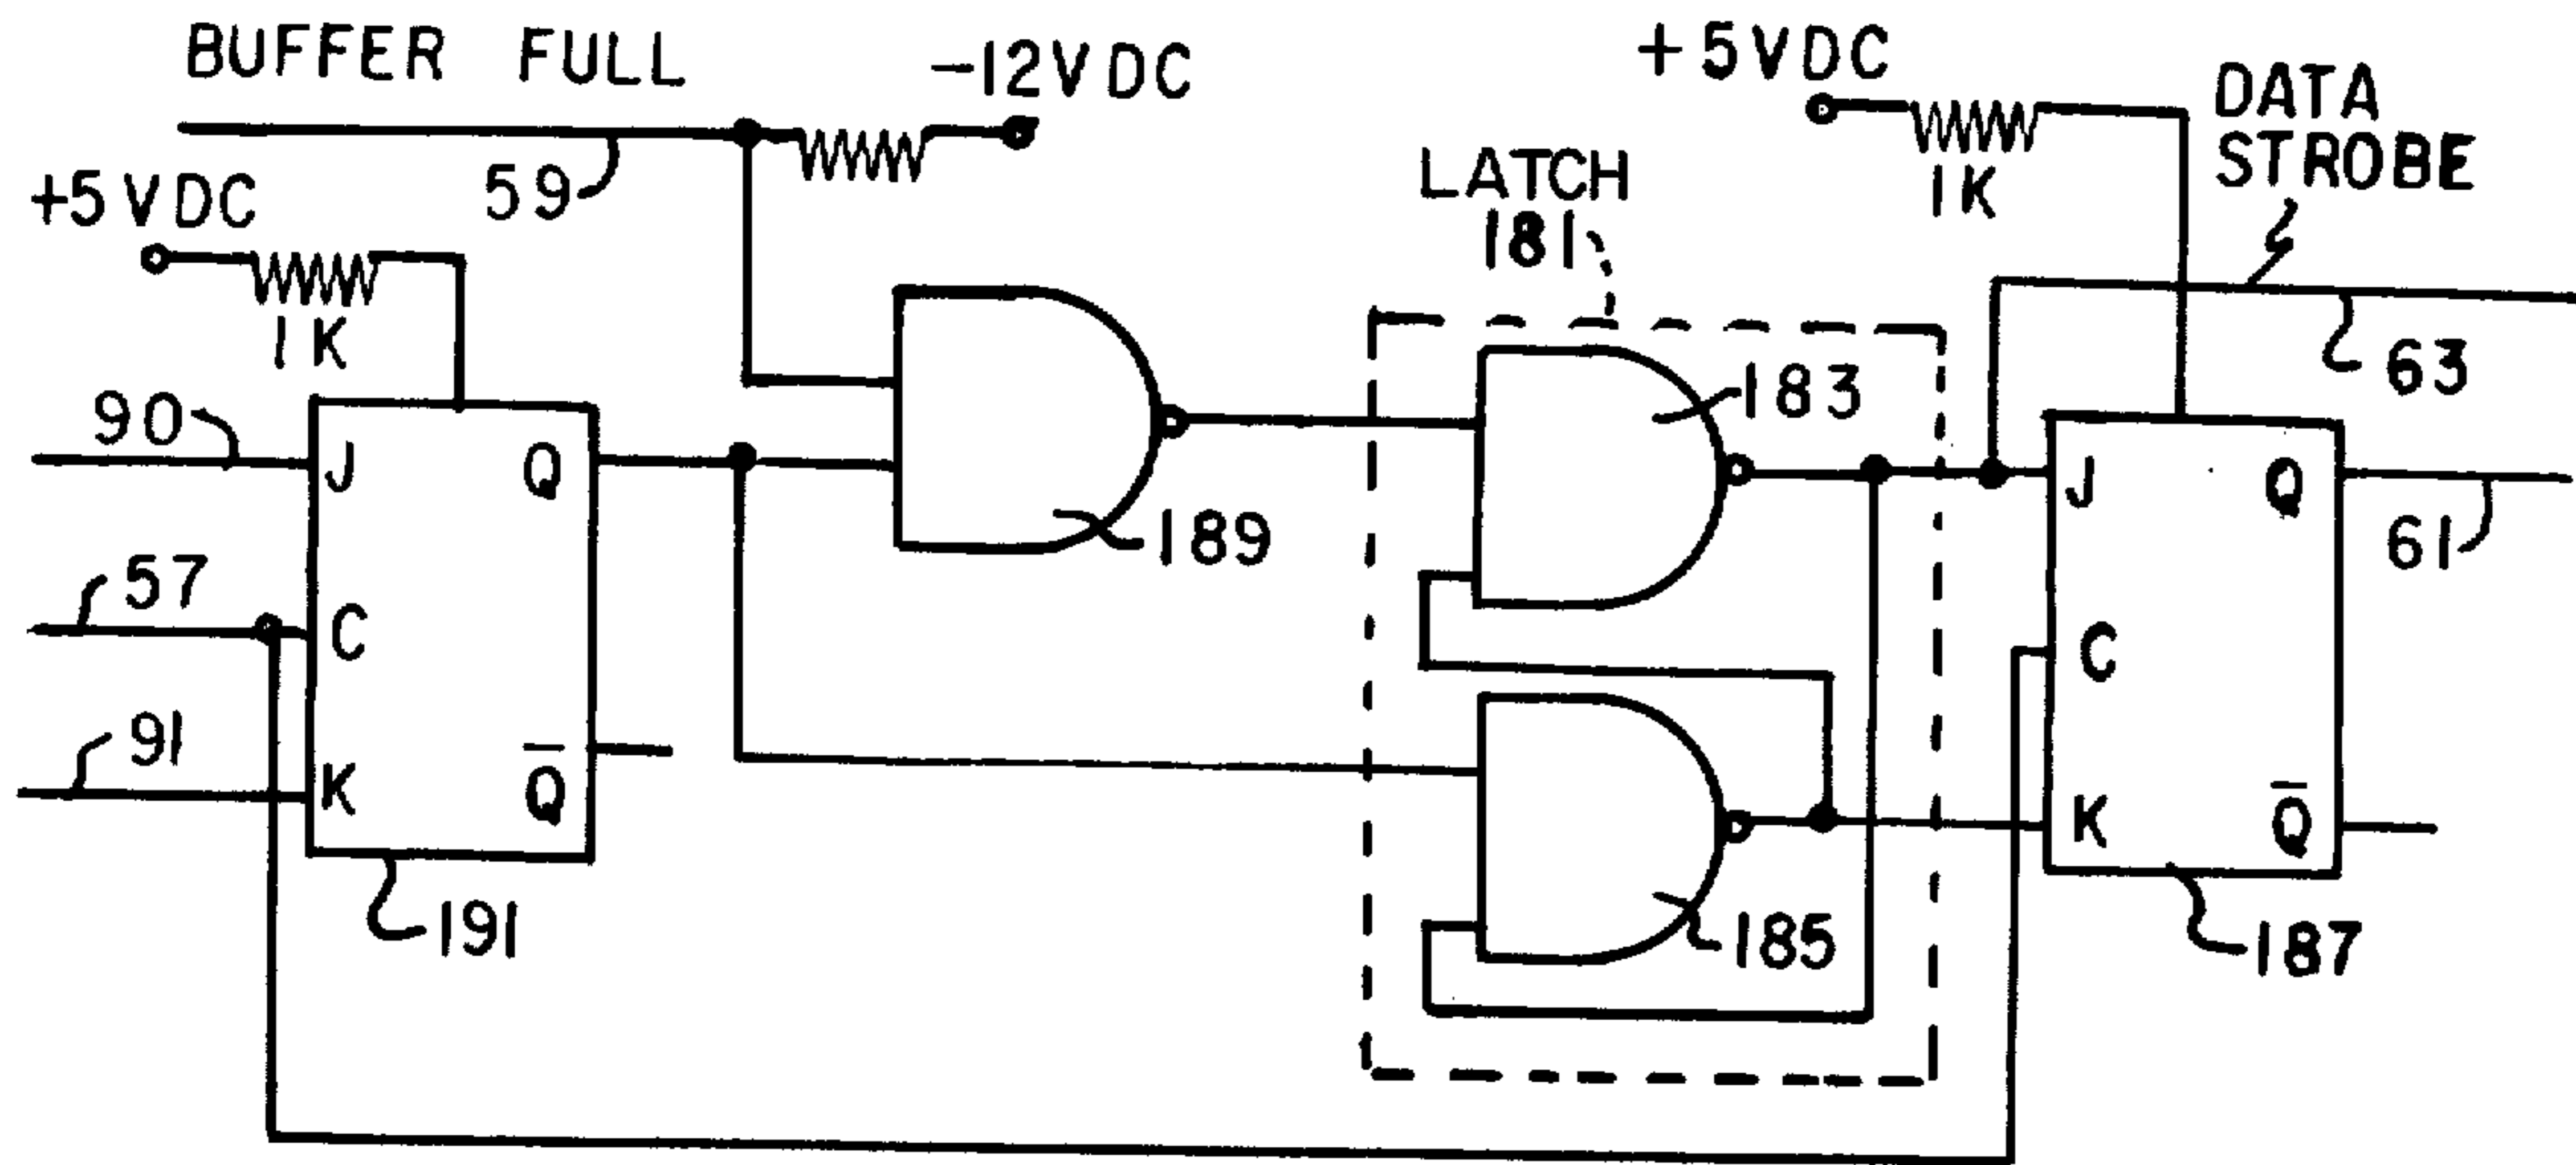 BUFFER FULL
-12VDC
+5VDC
DATA
STROBE
59
+5VDC
LATCH
181
1K
1K
63
90
183
J
Q
J
Q
189
61
57
C
C
91
K
Q̅
K
Q̅
191
185
187